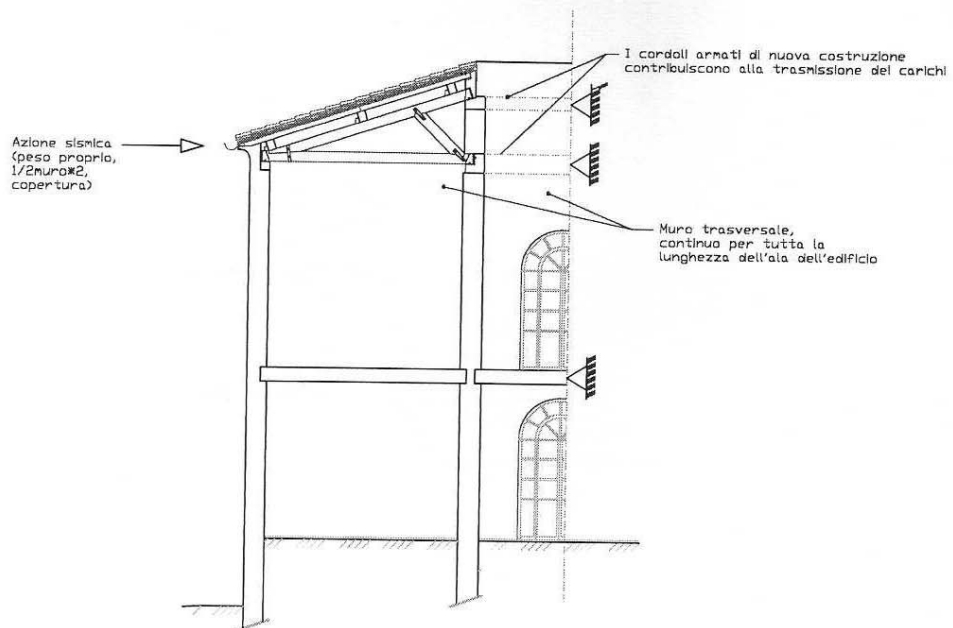 I cordoli armati di nuova costruzione
contribuiscono alla trasmissione dei carichi
Azione sismica
(peso proprio,
1/2muro*2,
copertura)
Muro trasversale,
continuo per tutta la
lunghezza dell'ala dell'edificio